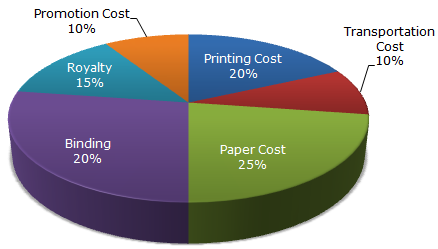 Promotion Cost
10%
Printing Cost
20%
Transportation
Cost
10%
Paper Cost
25%
Binding
20%
Royalty
15%